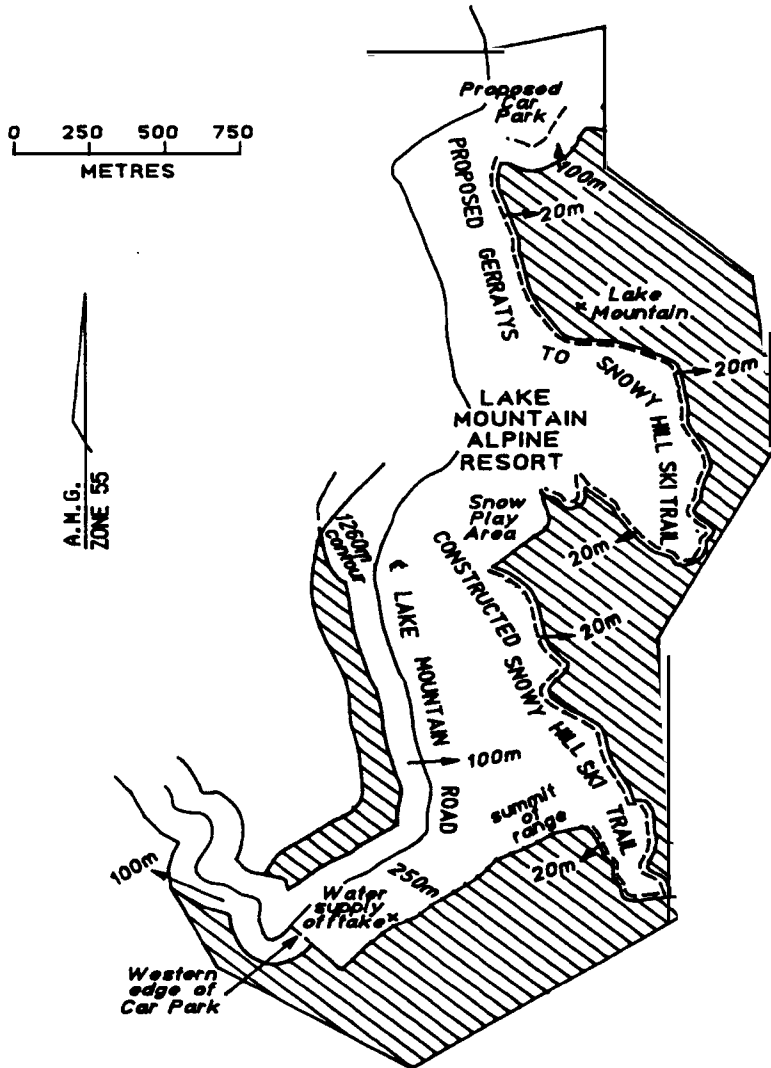 Proposed
Car
Park
0 250 500 750
METRES
100m
20m
PROPOSED GERRATYS TO SNOWY HILL SKI TRAIL
Lake
Mountain
20m
LAKE
MOUNTAIN
ALPINE
RESORT
A.M.G.
ZONE 55
Snow
Play
Area
1260m
contour
20m
CONSTRUCTED SNOWY HILL SKI TRAIL
20m
LAKE MOUNTAIN ROAD
100m
summit
of
range
20m
100m
250m
Water
supply
offtake
Western
edge of
Car Park